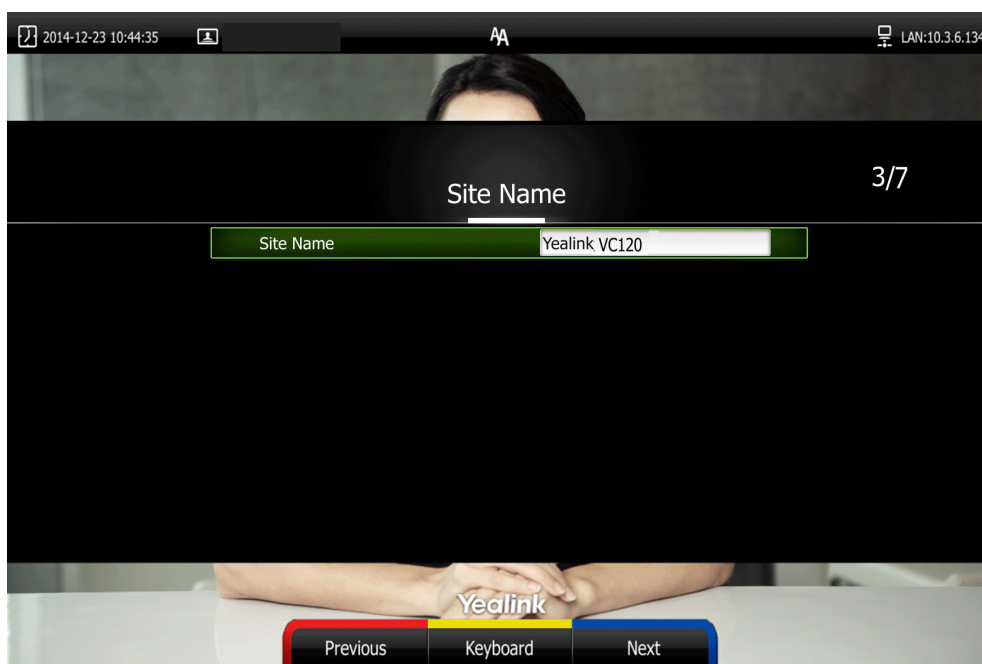 2014-12-23 10:44:35 AA LAN:10.3.6.134
3/7
Site Name
Site Name Yealink VC120
Yealink
Previous Keyboard Next